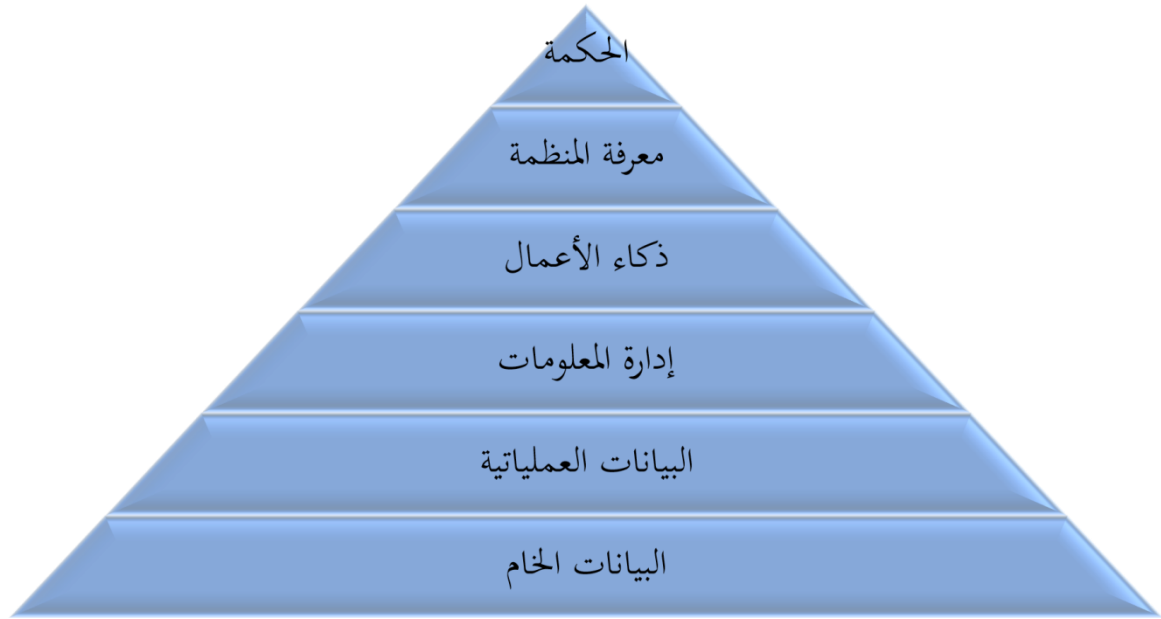 الحكمة
معرفة المنظمة
ذكاء الأعمال
إدارة المعلومات
البيانات العملياتية
البيانات الخام